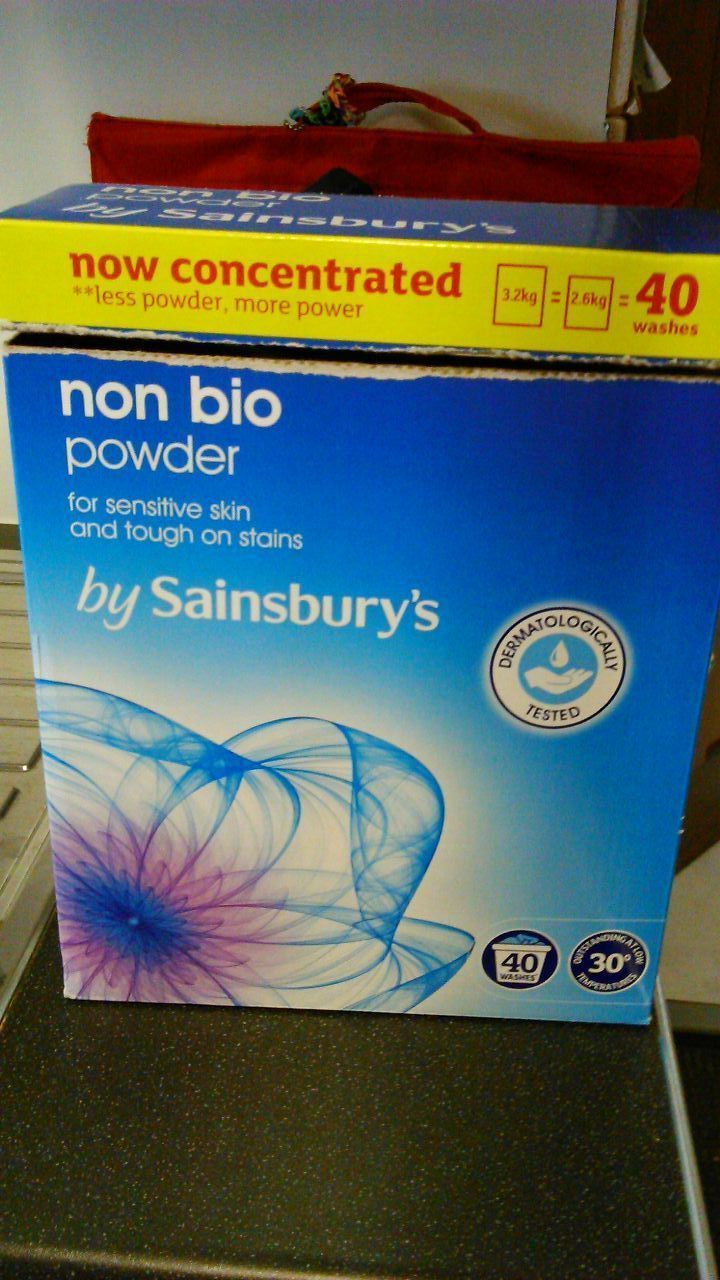 non bio
powder
by Sainsbury's
now concentrated
**less powder, more power
3.2kg = 2.6kg = 40
washes
non bio
powder
for sensitive skin
and tough on stains
by Sainsbury's
DERMATOLOGICALLY
TESTED
40
WASHES
OUTSTANDING AT LOW
30°
TEMPERATURES